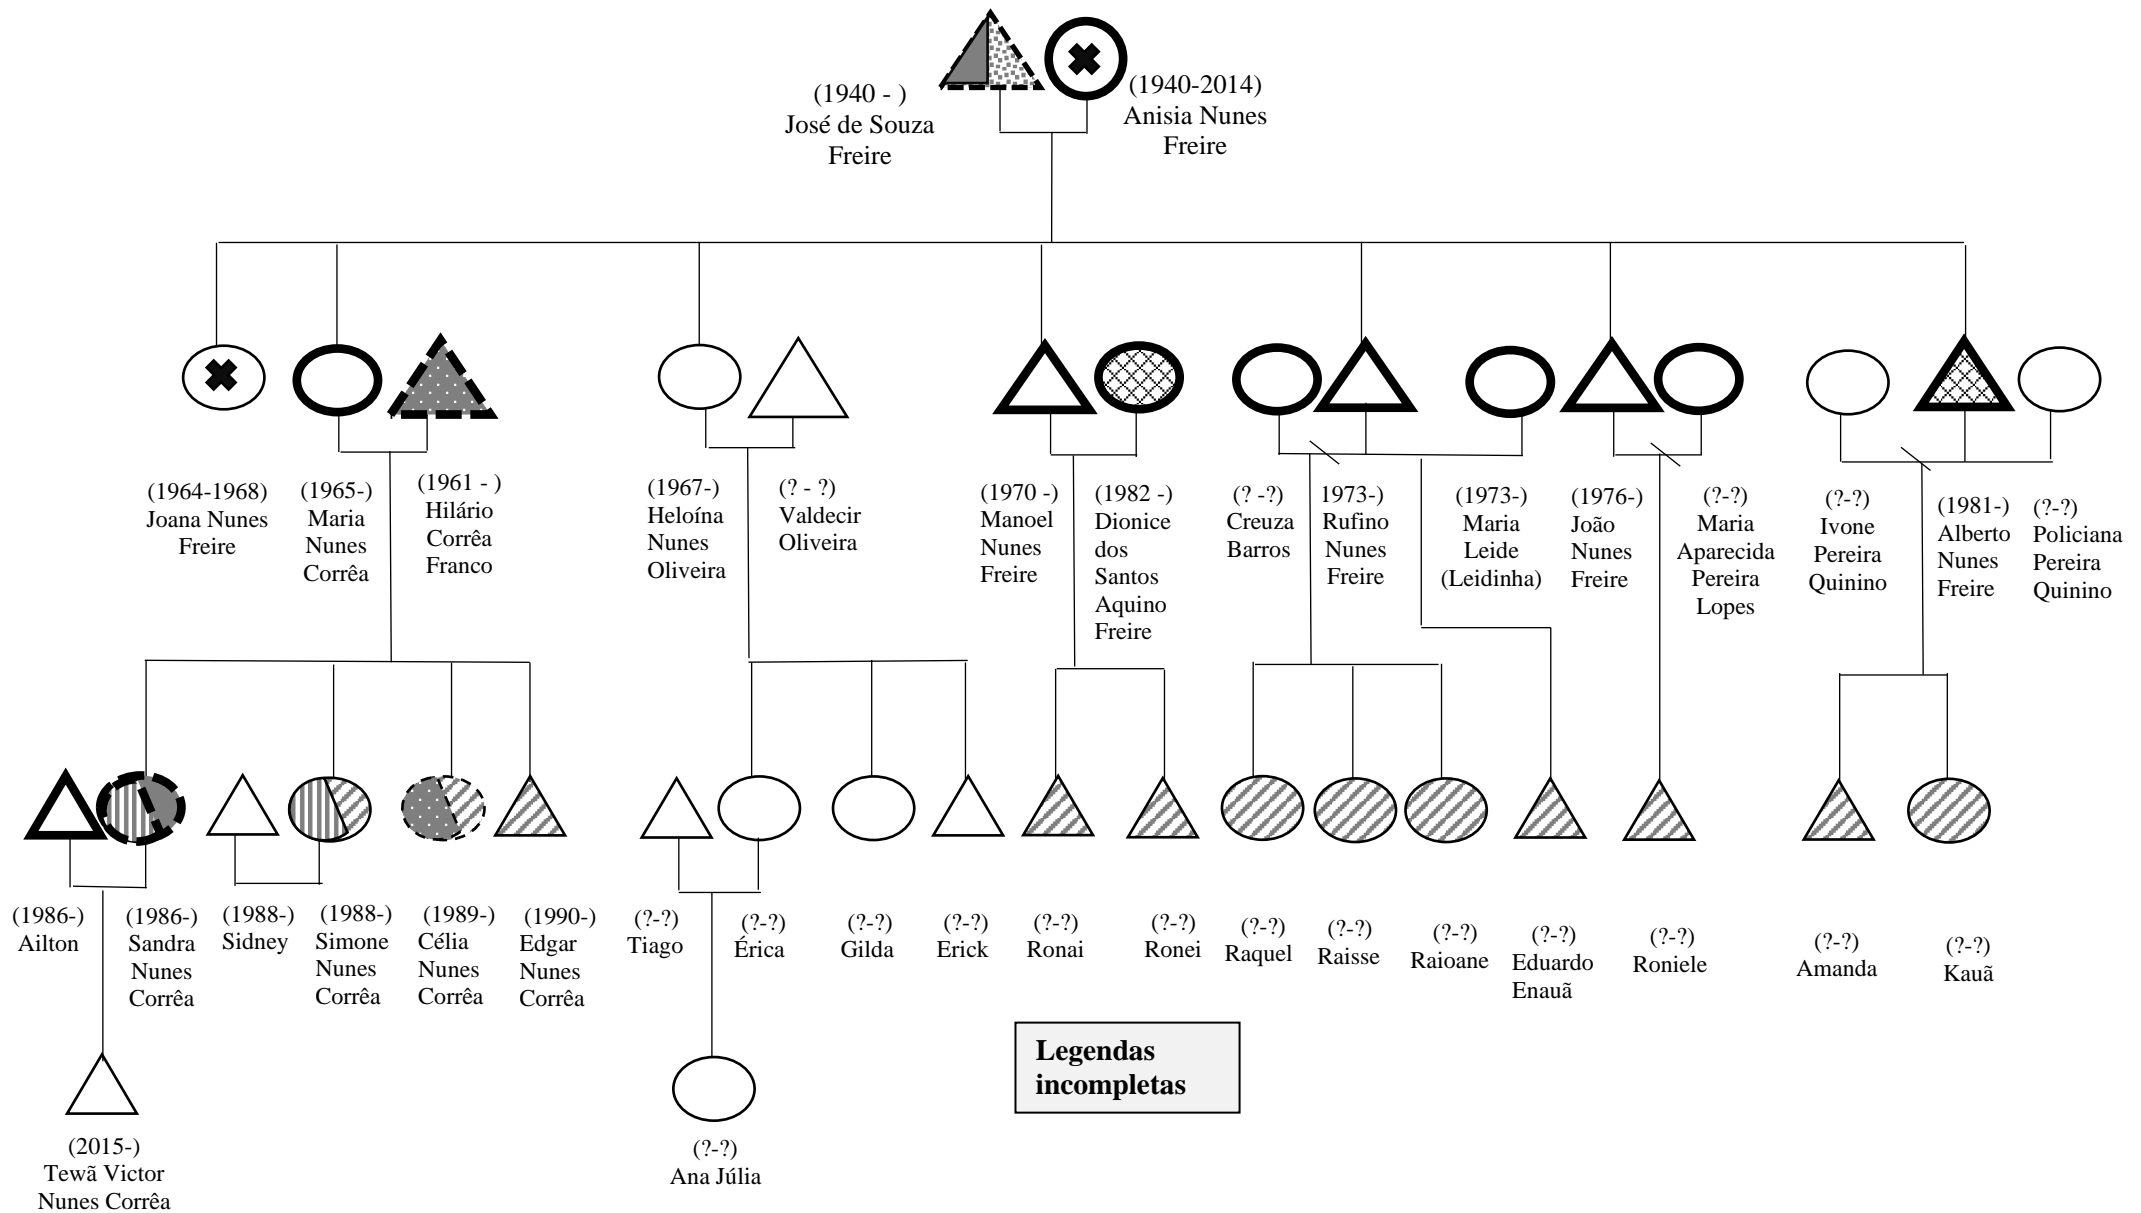 (1940 - )
José de Souza
Freire
(1940-2014)
Anisia Nunes
Freire
(1964-1968)
Joana Nunes
Freire
(1965-)
Maria
Nunes
Corrêa
(1961 - )
Hilário
Corrêa
Franco
(1967-)
Heloína
Nunes
Oliveira
(? - ?)
Valdecir
Oliveira
(1970 -)
Manoel
Nunes
Freire
(1982 -)
Dionice
dos
Santos
Aquino
Freire
(? -?)
Creuza
Barros
1973-)
Rufino
Nunes
Freire
(1973-)
Maria
Leide
(Leidinha)
(1976-)
João
Nunes
Freire
(?-?)
Maria
Aparecida
Pereira
Lopes
(?-?)
Ivone
Pereira
Quinino
(1981-)
Alberto
Nunes
Freire
(?-?)
Policiana
Pereira
Quinino
(1986-)
Ailton
(1986-)
Sandra
Nunes
Corrêa
(1988-)
Sidney
(1988-)
Simone
Nunes
Corrêa
(1989-)
Célia
Nunes
Corrêa
(1990-)
Edgar
Nunes
Corrêa
(?-?)
Tiago
(?-?)
Érica
(?-?)
Gilda
(?-?)
Erick
(?-?)
Ronai
(?-?)
Ronei
(?-?)
Raquel
(?-?)
Raisse
(?-?)
Raioane
(?-?)
Eduardo
Enauã
(?-?)
Roniele
(?-?)
Amanda
(?-?)
Kauã
(2015-)
Tewã Victor
Nunes Corrêa
(?-?)
Ana Júlia
Legendas
incompletas